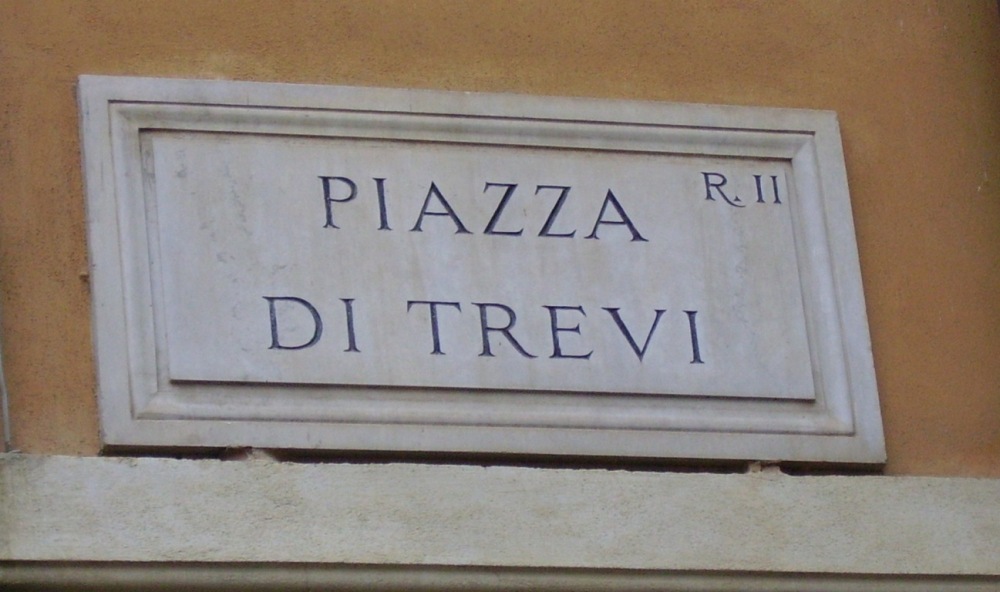 PIAZZA R. II
DI TREVI